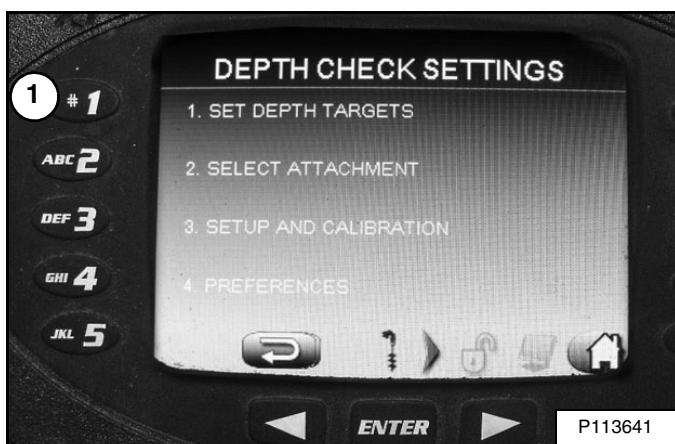 DEPTH CHECK SETTINGS
1
#1
1. SET DEPTH TARGETS
ABC 2
2. SELECT ATTACHMENT
DEF 3
3. SETUP AND CALIBRATION
GHI 4
4. PREFERENCES
JKL 5
ENTER
P113641